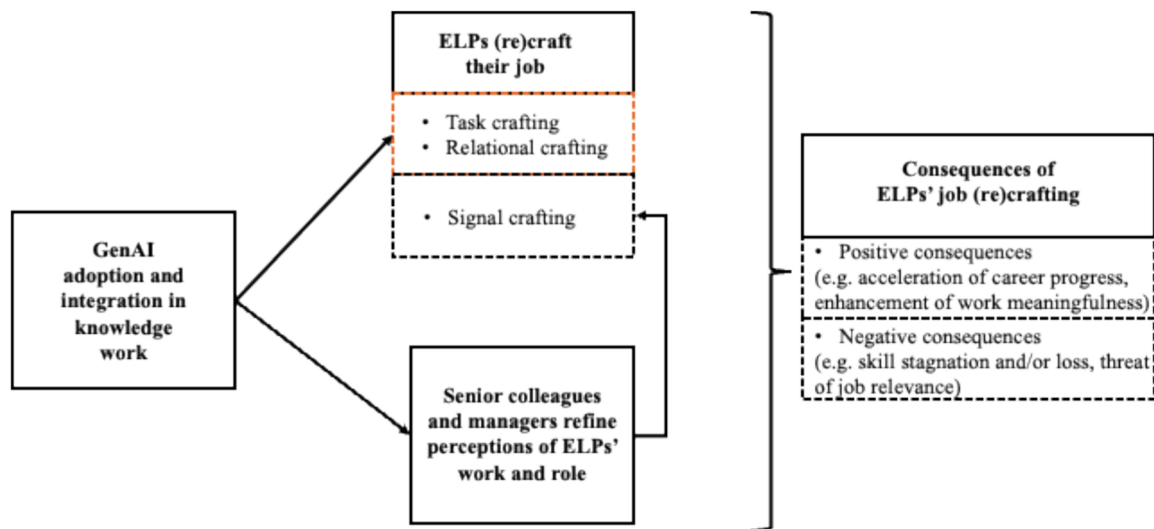 GenAI
adoption and
integration in
knowledge
work
ELPs (re)craft
their job
• Task crafting
• Relational crafting
• Signal crafting
Senior colleagues
and managers refine
perceptions of ELPs’
work and role
Consequences of
ELPs’ job (re)crafting
• Positive consequences
(e.g. acceleration of career progress,
enhancement of work meaningfulness)
• Negative consequences
(e.g. skill stagnation and/or loss, threat
of job relevance)